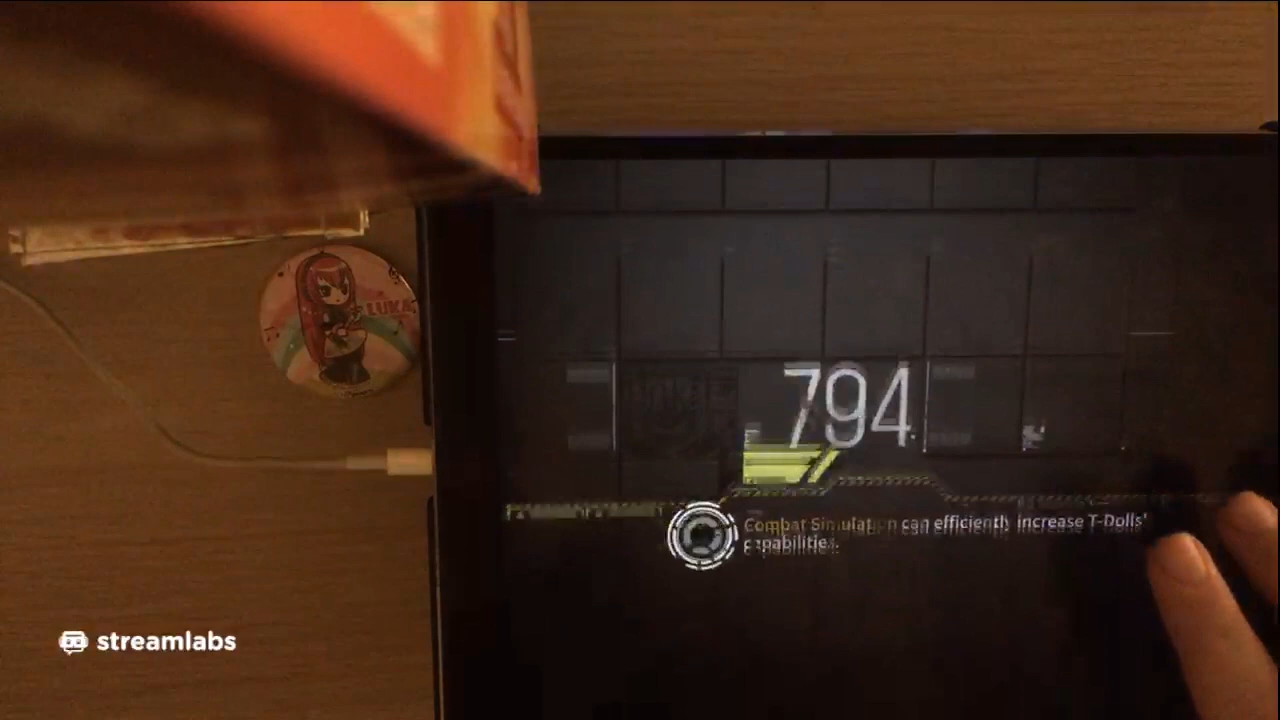 LUKA
794
Combat Simulation can efficiently increase T-Dolls'
capabilities.
streamlabs